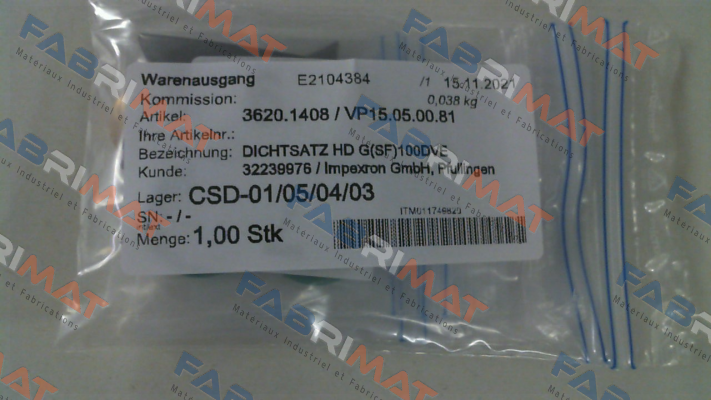 Warenausgang E2104384 /1 15.11.2021
Kommission: 0,038 kg
Artikel: 3620.1408 / VP15.05.00.81
Ihre Artikelnr.:
Bezeichnung: DICHTSATZ HD G(SF)100DVE
Kunde: 32239976 / Impexron GmbH, Pfullingen
Lager: CSD-01/05/04/03
SN: - / -
Menge: 1,00 Stk
FABRIMAT
Materiaux Industriel et Fabrications